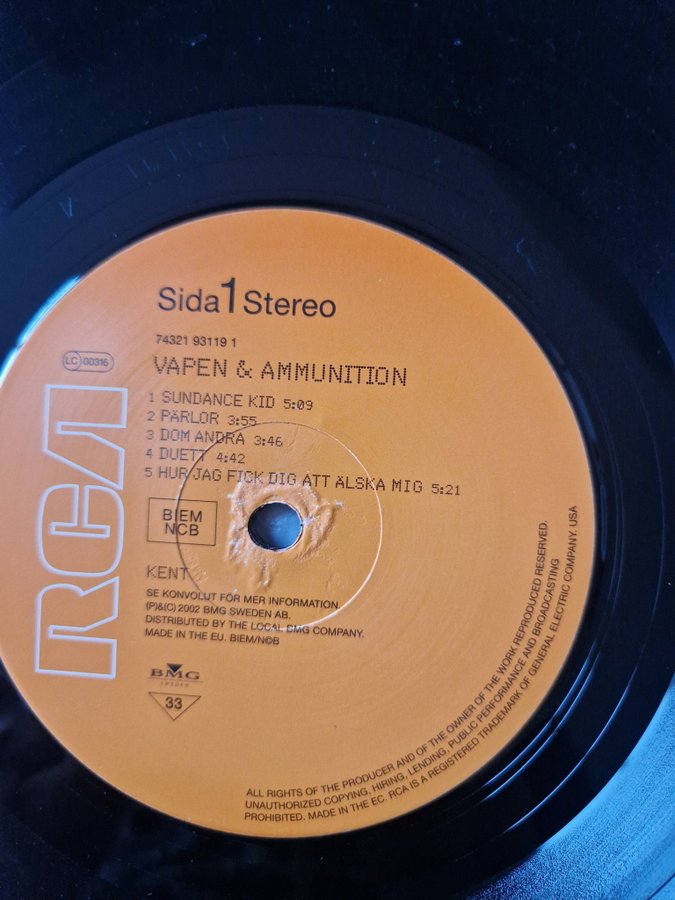 Sida 1 Stereo
74321 93119 1
LC 00316
VAPEN & AMMUNITION
1 SUNDANCE KID 5:09
2 PÄRLOR 3:55
3 DOM ANDRA 3:46
4 DUETT 4:42
5 HUR JAG FICK DIG ATT ÄLSKA MIG 5:21
RCA
BIEM
NCB
KENT
SE KONVOLUT FÖR MER INFORMATION.
(P)&(C) 2002 BMG SWEDEN AB.
DISTRIBUTED BY THE LOCAL BMG COMPANY.
MADE IN THE EU. BIEM/N©B
BMG
SWEDEN
33
ALL RIGHTS OF THE PRODUCER AND OF THE OWNER OF THE WORK REPRODUCED RESERVED.
UNAUTHORIZED COPYING, HIRING, LENDING, PUBLIC PERFORMANCE AND BROADCASTING
PROHIBITED. MADE IN THE EC. RCA IS A REGISTERED TRADEMARK OF GENERAL ELECTRIC COMPANY. USA